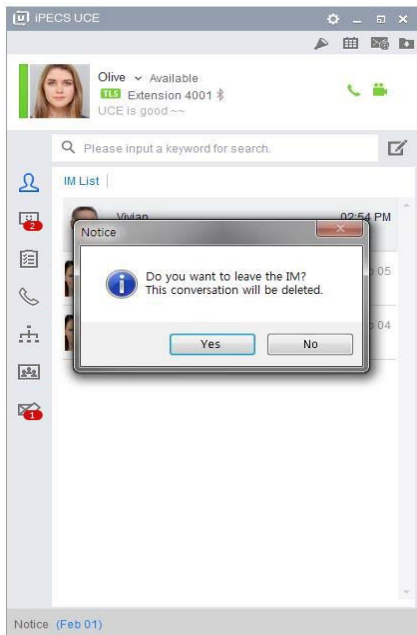 iPECS UCE
Olive Available
TLS Extension 4001
UCE is good ~~
Please input a keyword for search.
IM List
Vivian 02:54 PM
2
Notice
05
Do you want to leave the IM?
This conversation will be deleted.
04
Yes No
1
Notice (Feb 01)